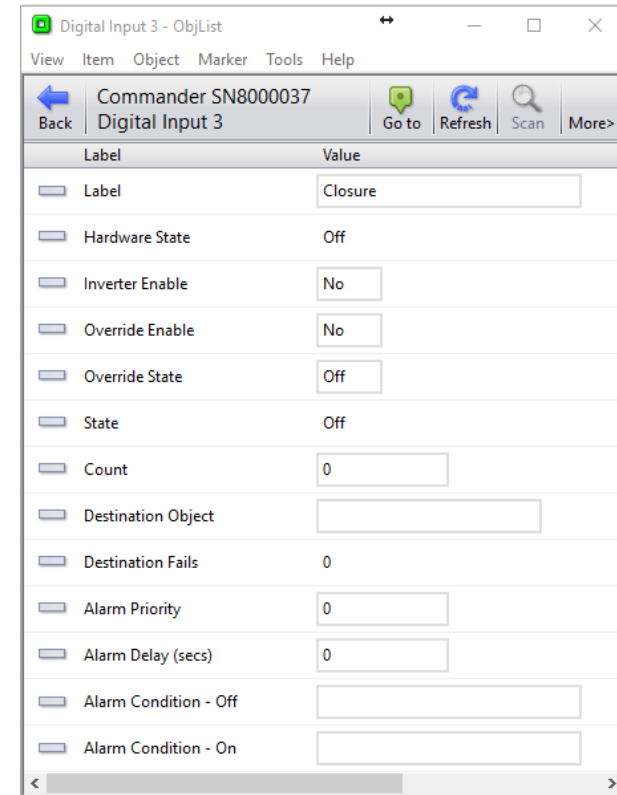 Digital Input 3 - ObjList
View Item Object Marker Tools Help
Back Commander SN8000037 Go to Refresh Scan More>
Digital Input 3
Label Value
Label Closure
Hardware State Off
Inverter Enable No
Override Enable No
Override State Off
State Off
Count 0
Destination Object
Destination Fails 0
Alarm Priority 0
Alarm Delay (secs) 0
Alarm Condition - Off
Alarm Condition - On